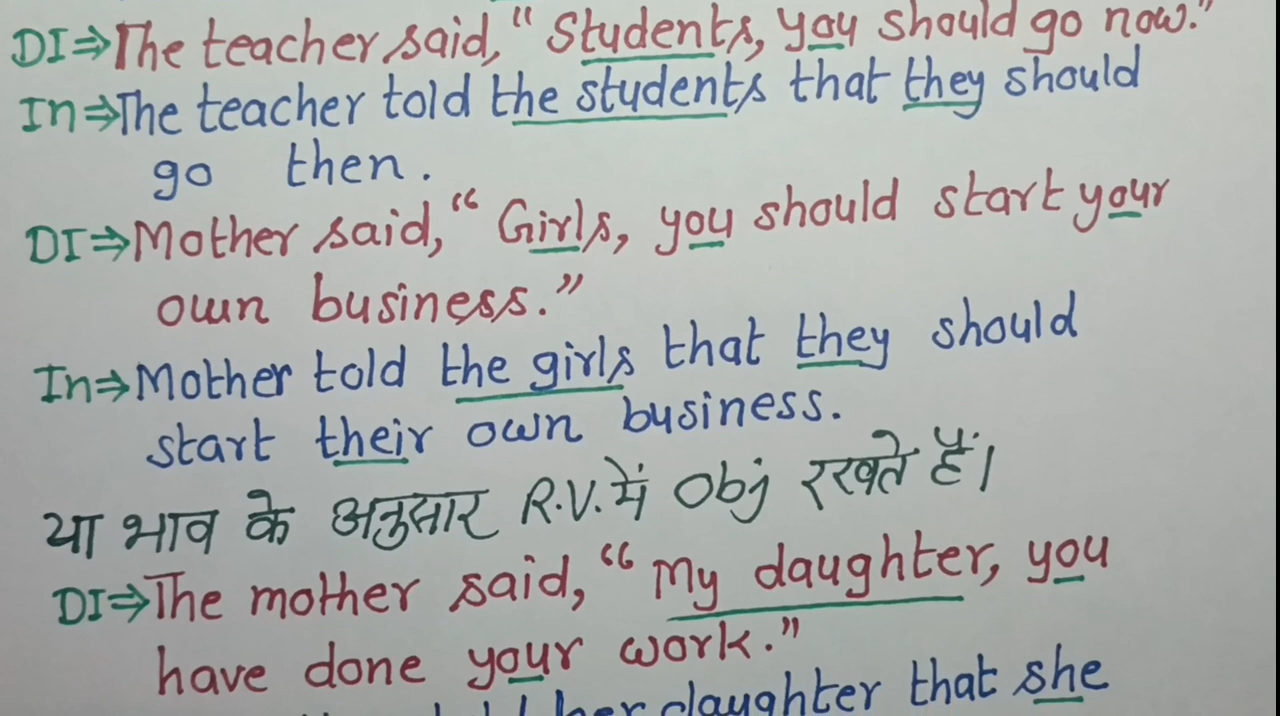 DI⇒The teacher said, "Students, you should go now."
In⇒The teacher told the students that they should
go then.
DI⇒Mother said, "Girls, you should start your
own business."
In⇒Mother told the girls that they should
start their own business.
या भाव के अनुसार R.V. में Obj रखते हैं।
DI⇒The mother said, "My daughter, you
have done your work."
her daughter that she